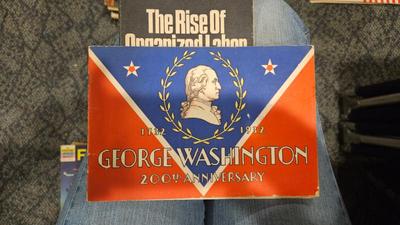 The Rise Of
Organized Labor
1732 1932
GEORGE WASHINGTON
200TH ANNIVERSARY
F